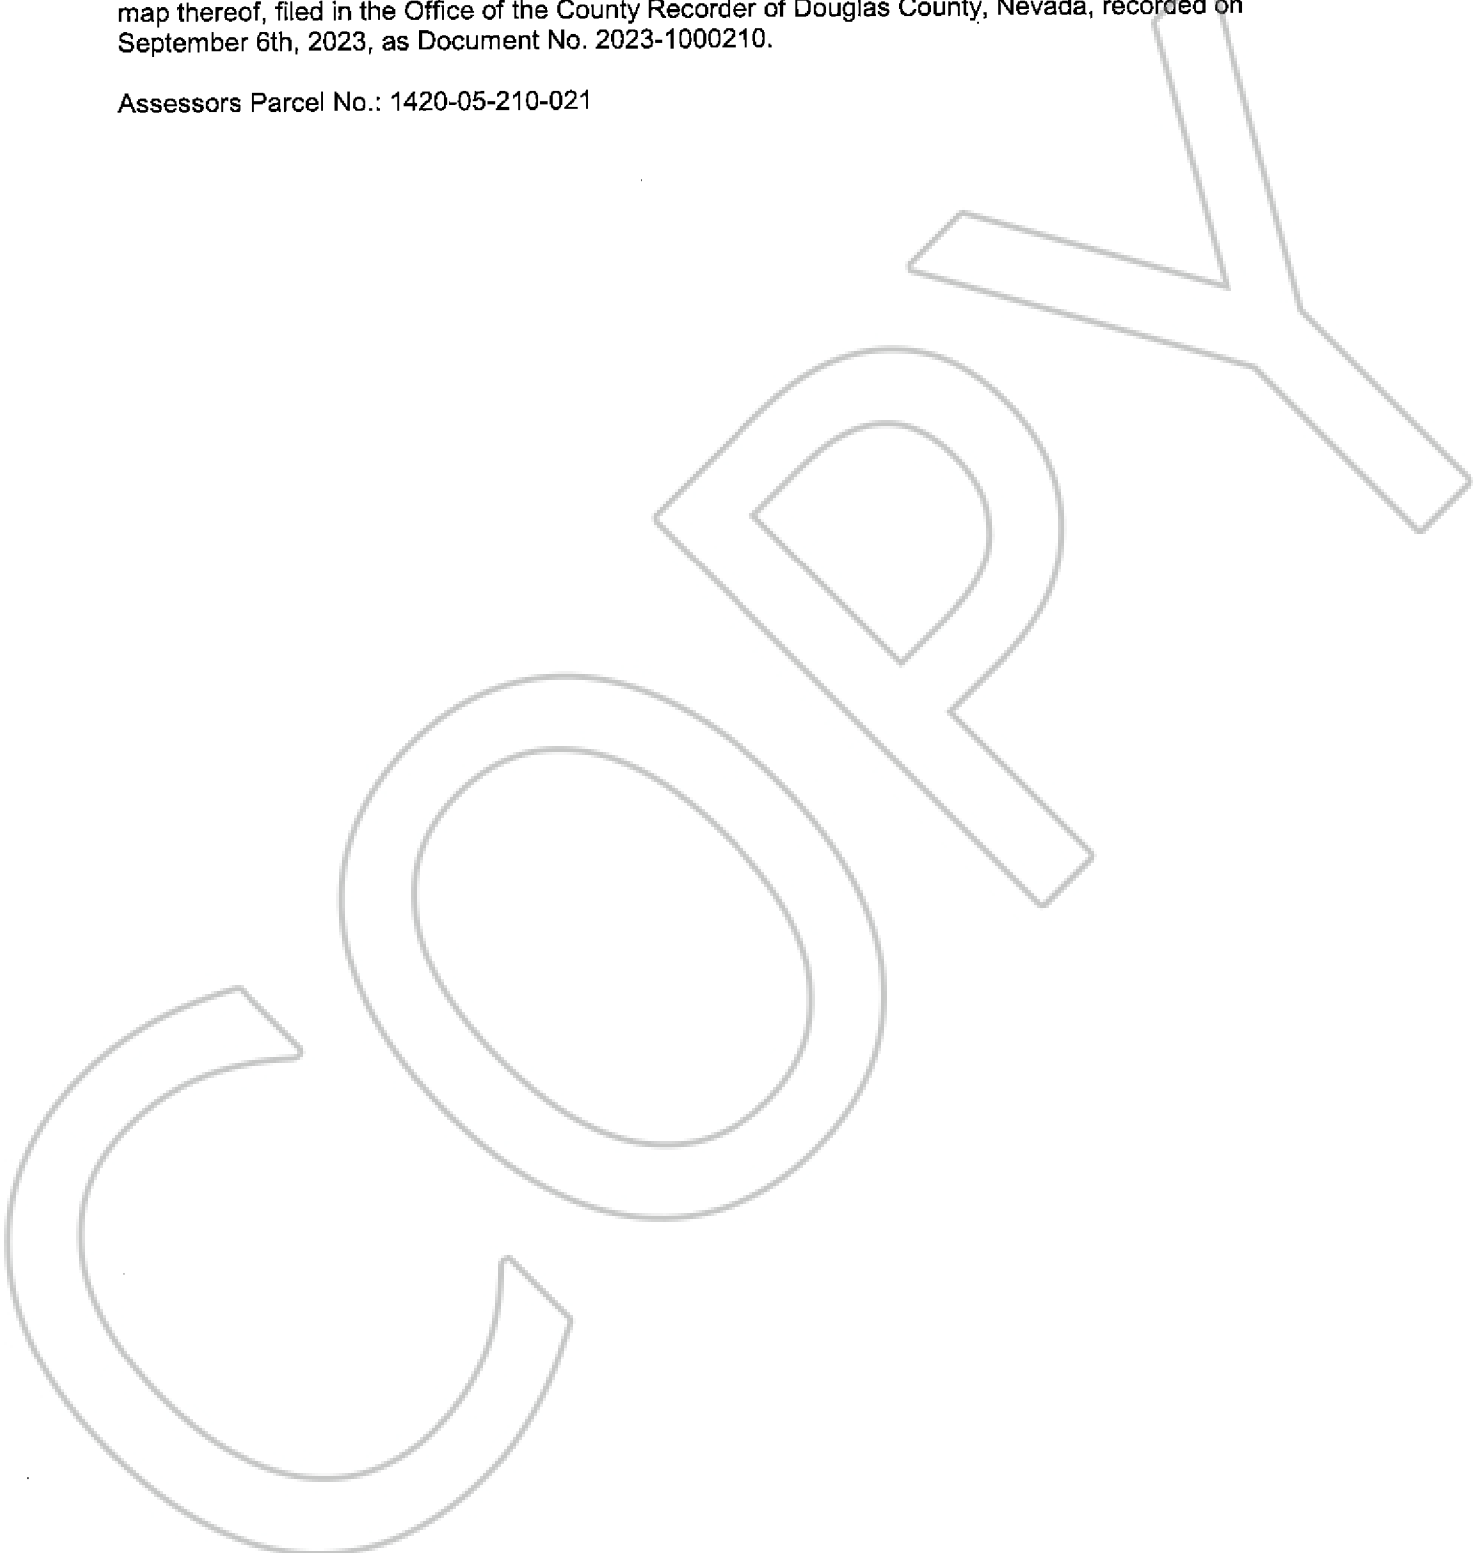 map thereof, filed in the Office of the County Recorder of Douglas County, Nevada, recorded on
September 6th, 2023, as Document No. 2023-1000210.
Assessors Parcel No.: 1420-05-210-021
COPY